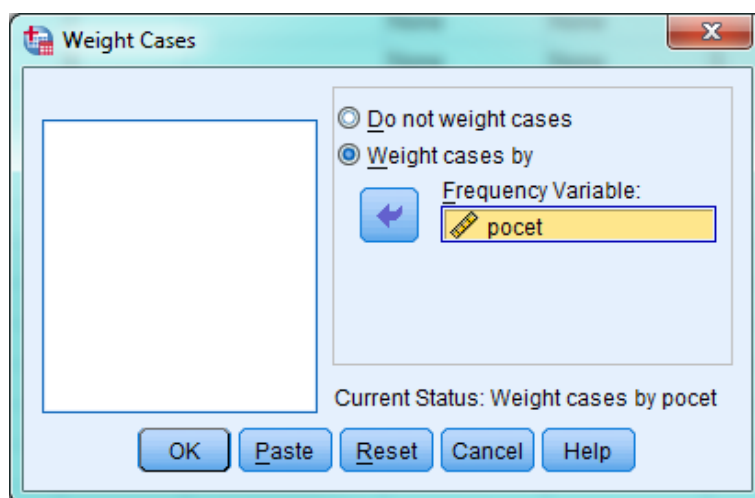 Weight Cases
Do not weight cases
Weight cases by
Frequency Variable:
pocet
Current Status: Weight cases by pocet
OK Paste Reset Cancel Help